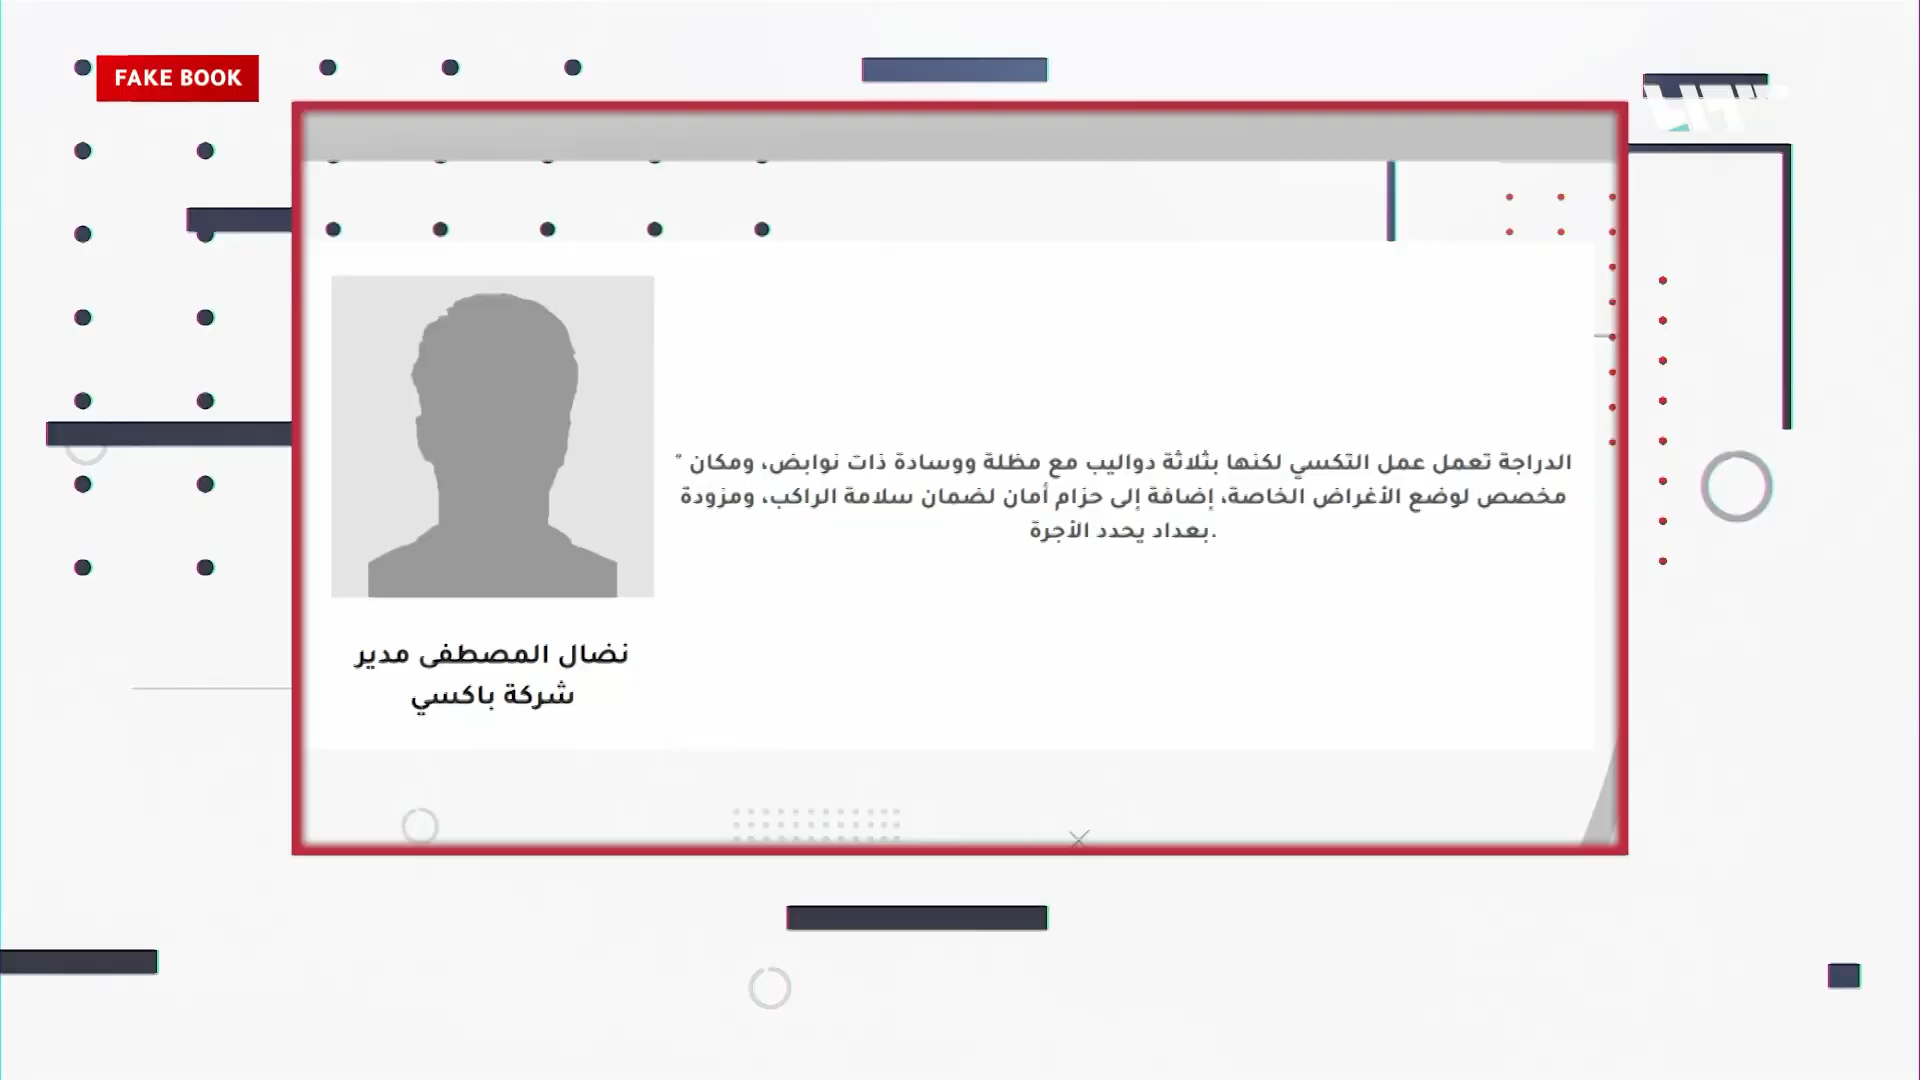 FAKE BOOK
الدراجة تعمل عمل التكسي لكنها بثلاثة دواليب مع مظلة ووسادة ذات نوابض، ومكان "
مخصص لوضع الأغراض الخاصة، إضافة إلى حزام أمان لضمان سلامة الراكب، ومزودة
.بعداد يحدد الأجرة
نضال المصطفى مدير
شركة باكسي